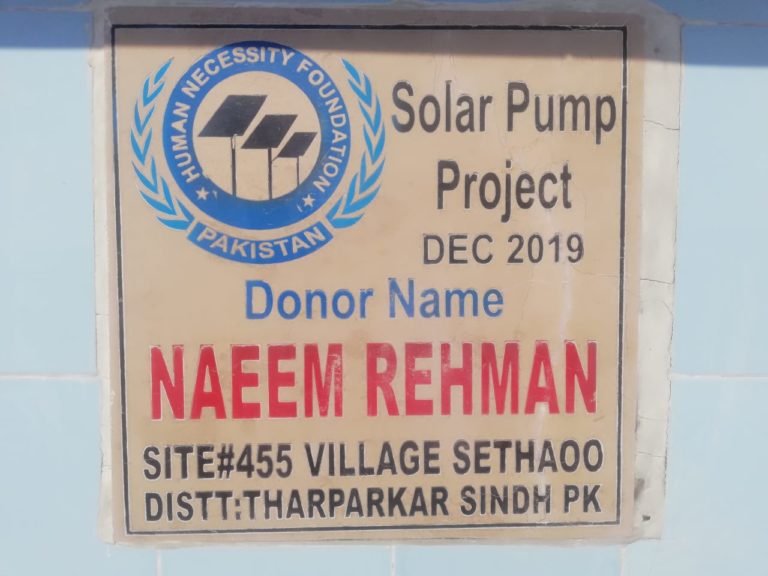 HUMAN NECESSITY FOUNDATION
PAKISTAN
Solar Pump
Project
DEC 2019
Donor Name
NAEEM REHMAN
SITE#455 VILLAGE SETHAOO
DISTT:THARPARKAR SINDH PK